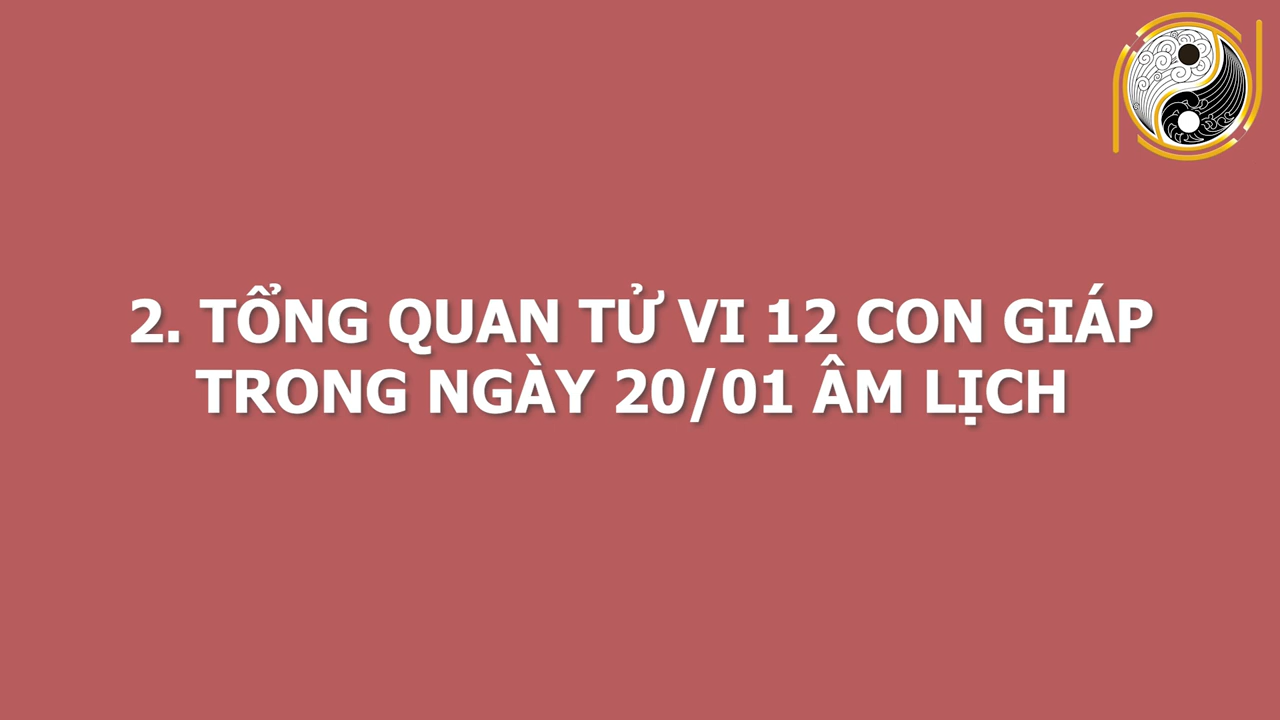 2. TỔNG QUAN TỬ VI 12 CON GIÁP
TRONG NGÀY 20/01 ÂM LỊCH